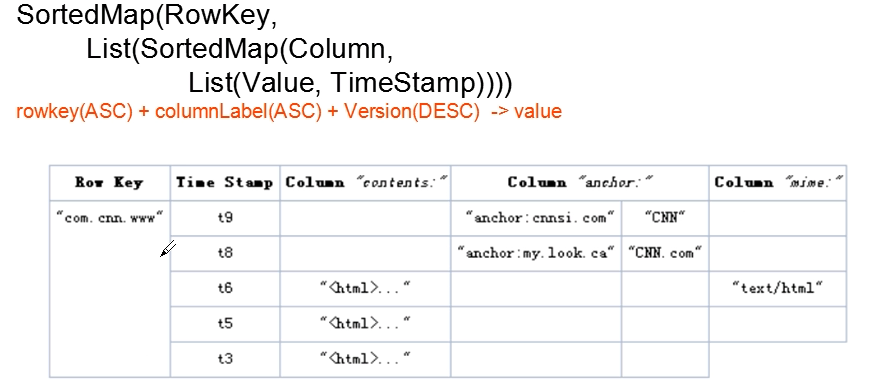 SortedMap(RowKey,
List(SortedMap(Column,
List(Value, TimeStamp))))
rowkey(ASC) + columnLabel(ASC) + Version(DESC) -> value
Row Key Time Stamp Column "contents:" Column "anchor:" Column "mime:"
"com.cnn.www" t9 "anchor:cnnsi.com" "CNN"
t8 "anchor:my.look.ca" "CNN.com"
t6 "<html>..." "text/html"
t5 "<html>..."
t3 "<html>..."